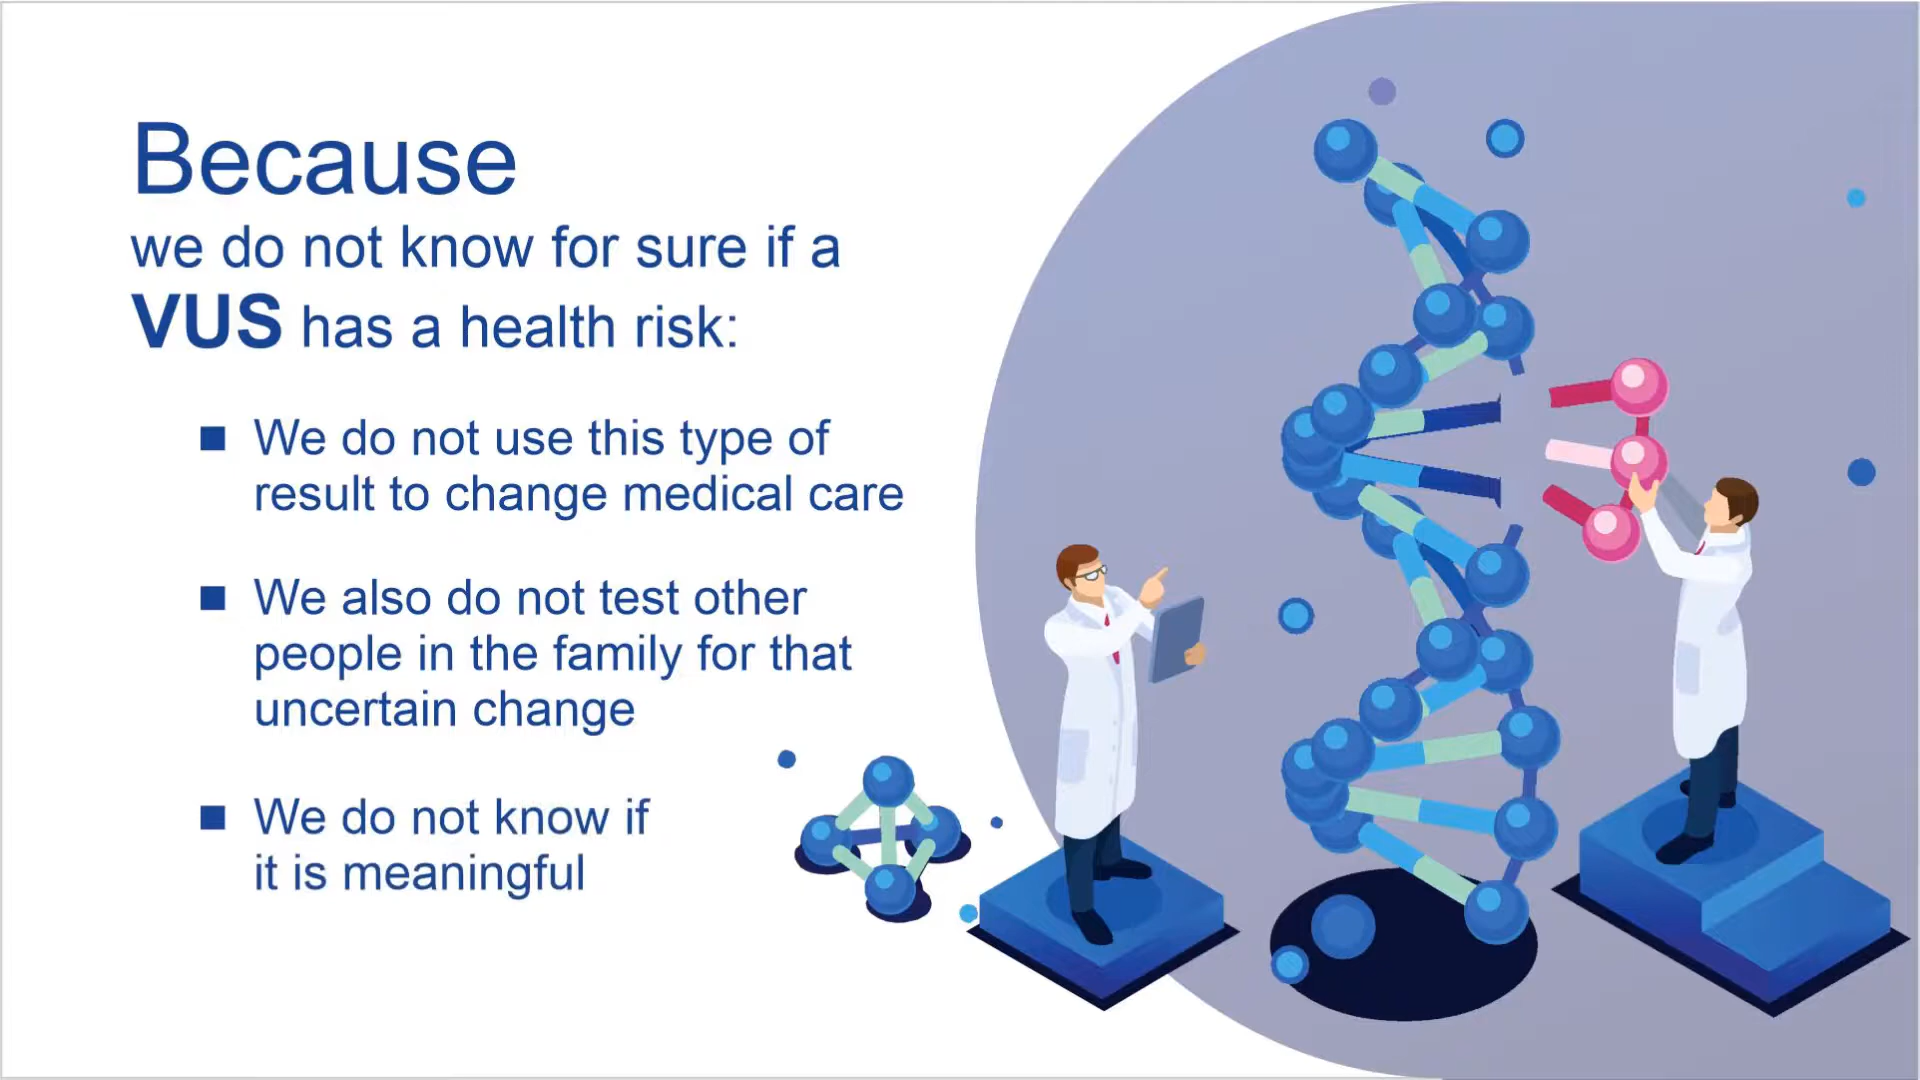 Because
we do not know for sure if a
VUS has a health risk:
■ We do not use this type of
result to change medical care
■ We also do not test other
people in the family for that
uncertain change
■ We do not know if
it is meaningful